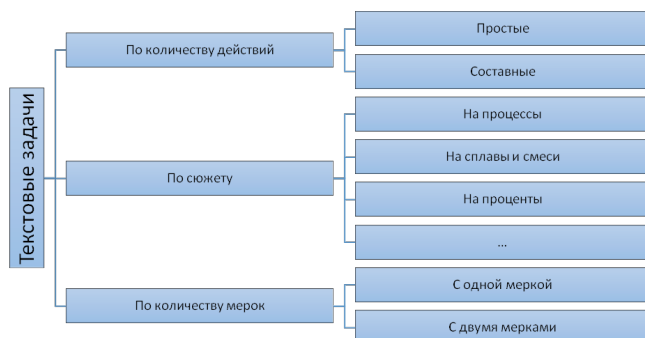 Текстовые задачи
По количеству действий
Простые
Составные
По сюжету
На процессы
На сплавы и смеси
На проценты
...
По количеству мерок
С одной меркой
С двумя мерками